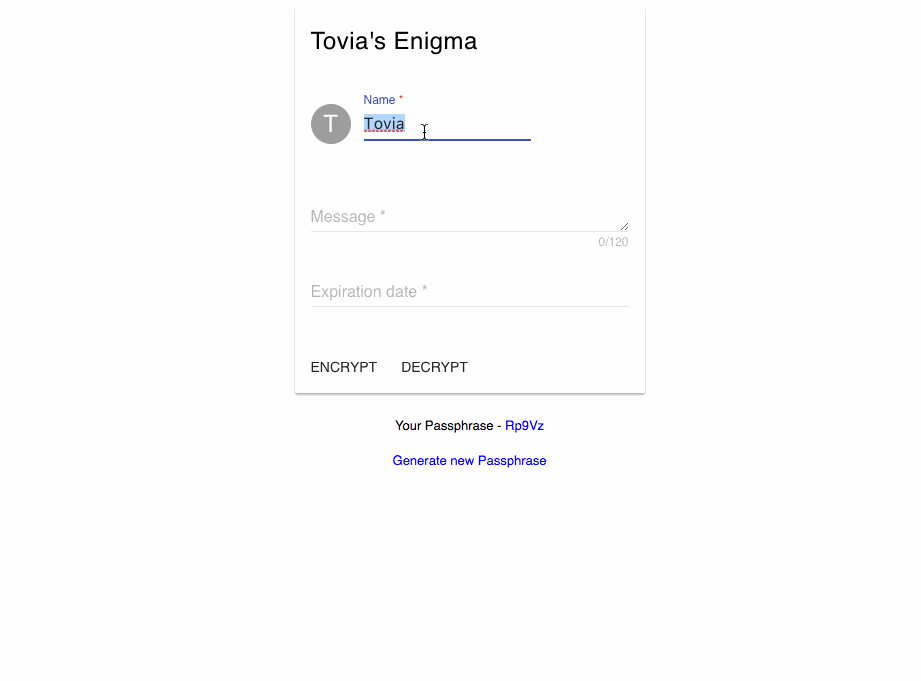 Tovia's Enigma
Name *
T
Tovia
Message *
0/120
Expiration date *
ENCRYPT DECRYPT
Your Passphrase - Rp9Vz
Generate new Passphrase